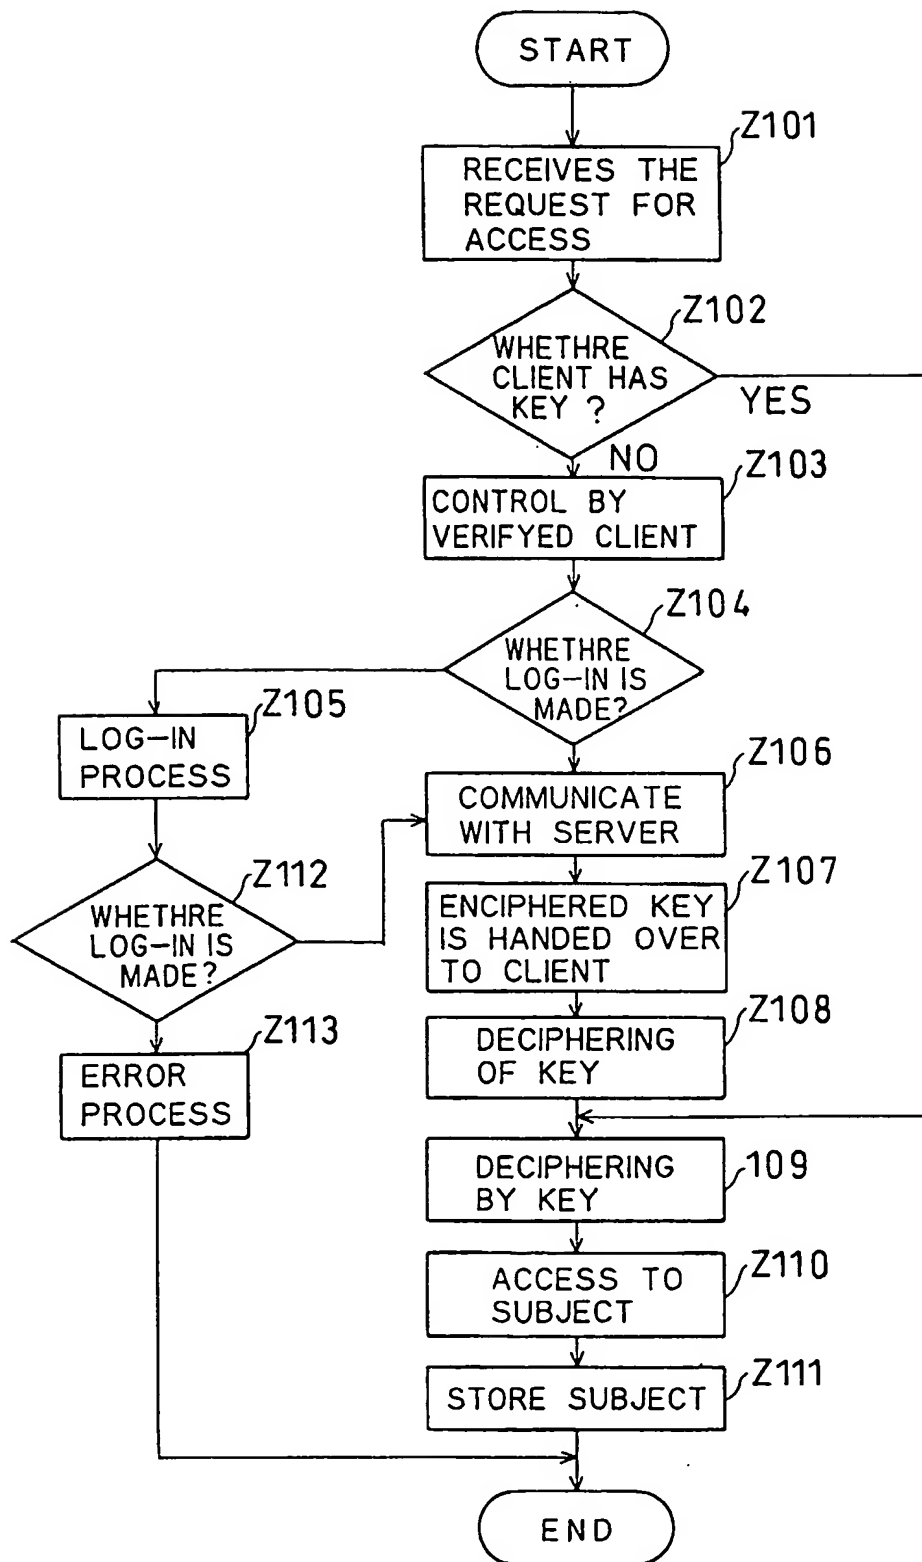 START
Z101
RECEIVES THE
REQUEST FOR
ACCESS
Z102
WHETHRE
CLIENT HAS
KEY ?
YES
NO
Z103
CONTROL BY
VERIFYED CLIENT
Z104
WHETHRE
LOG-IN IS
MADE?
Z105
LOG-IN
PROCESS
Z106
COMMUNICATE
WITH SERVER
Z112
WHETHRE
LOG-IN IS
MADE?
Z107
ENCIPHERED KEY
IS HANDED OVER
TO CLIENT
Z113
ERROR
PROCESS
Z108
DECIPHERING
OF KEY
109
DECIPHERING
BY KEY
Z110
ACCESS TO
SUBJECT
Z111
STORE SUBJECT
END